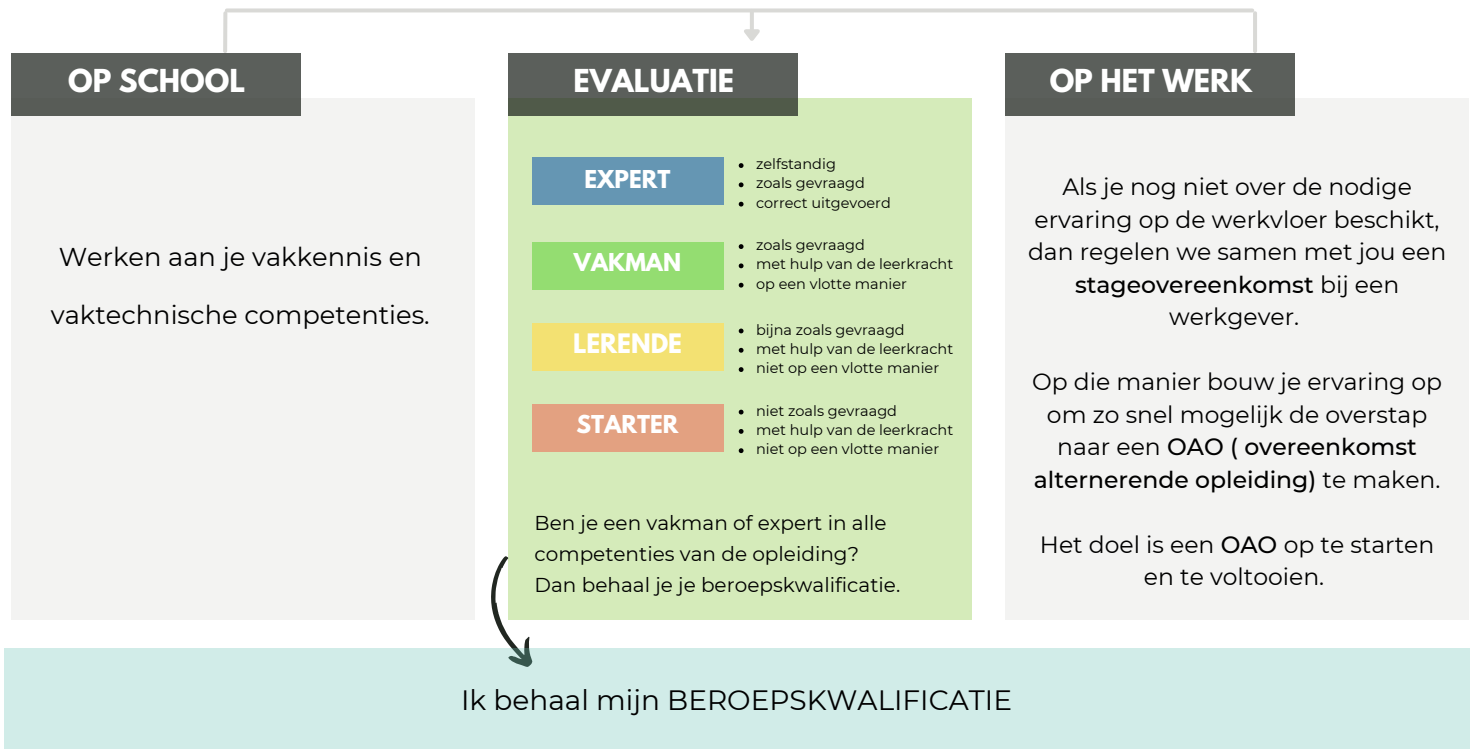 OP SCHOOL
Werken aan je vakkennis en
vaktechnische competenties.
EVALUATIE
EXPERT
• zelfstandig
• zoals gevraagd
• correct uitgevoerd
VAKMAN
• zoals gevraagd
• met hulp van de leerkracht
• op een vlotte manier
LERENDE
• bijna zoals gevraagd
• met hulp van de leerkracht
• niet op een vlotte manier
STARTER
• niet zoals gevraagd
• met hulp van de leerkracht
• niet op een vlotte manier
Ben je een vakman of expert in alle
competenties van de opleiding?
Dan behaal je je beroepskwalificatie.
OP HET WERK
Als je nog niet over de nodige
ervaring op de werkvloer beschikt,
dan regelen we samen met jou een
stageovereenkomst bij een
werkgever.
Op die manier bouw je ervaring op
om zo snel mogelijk de overstap
naar een OAO ( overeenkomst
alternerende opleiding) te maken.
Het doel is een OAO op te starten
en te voltooien.
Ik behaal mijn BEROEPSKWALIFICATIE